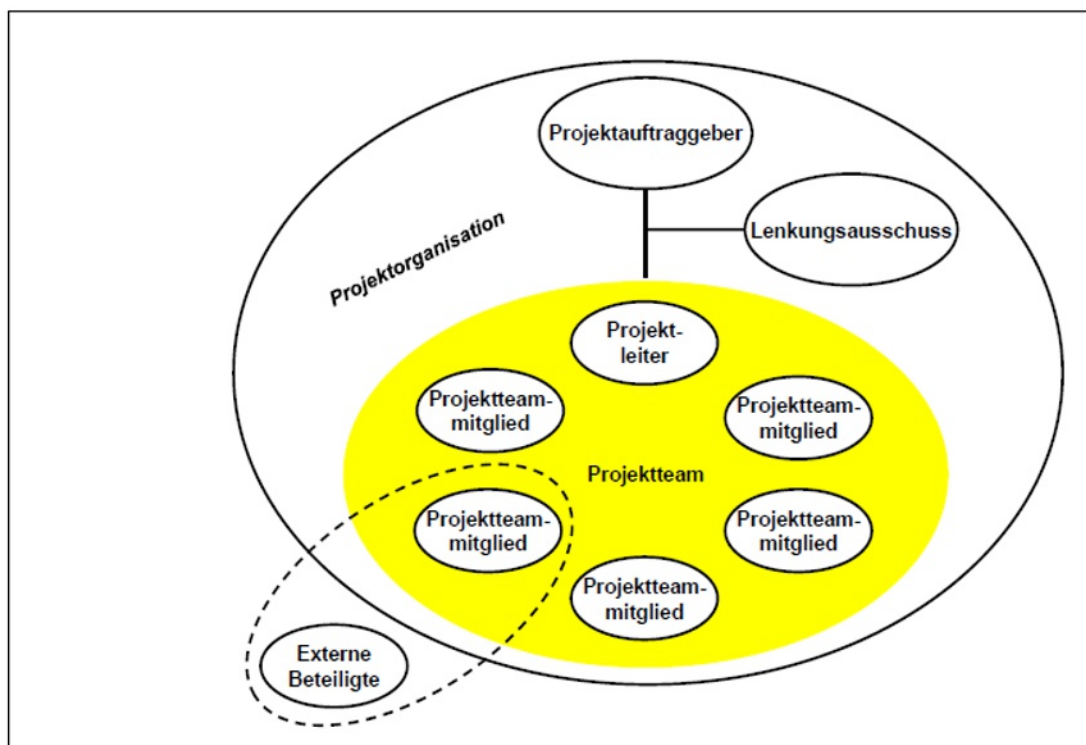 Projektauftraggeber
Lenkungsausschuss
Projektorganisation
Projekt-
leiter
Projektteam-
mitglied
Projektteam-
mitglied
Projektteam
Projektteam-
mitglied
Projektteam-
mitglied
Projektteam-
mitglied
Externe
Beteiligte